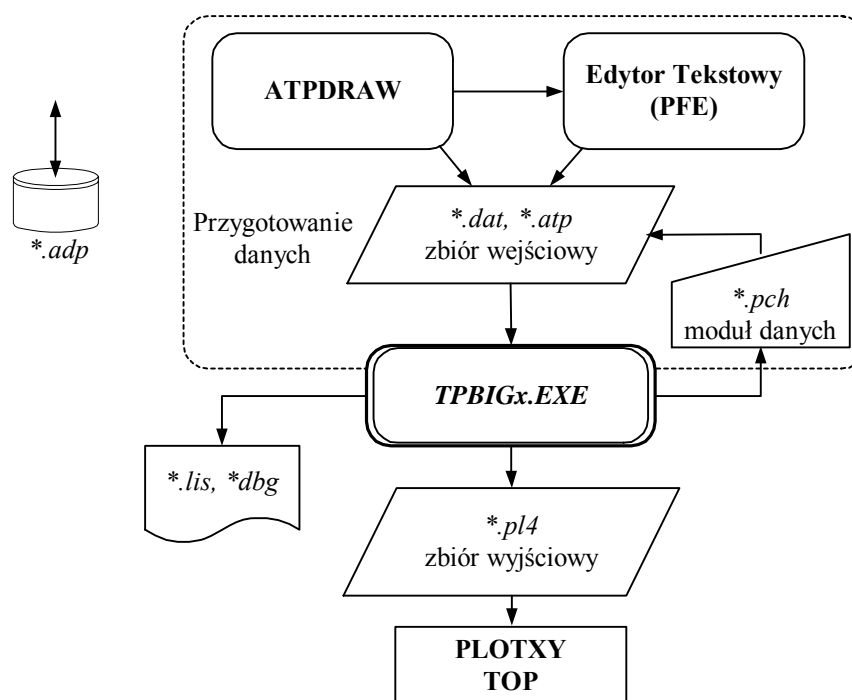 ATPDRAW
Edytor Tekstowy
(PFE)
*.adp
Przygotowanie
danych
*.dat, *.atp
zbiór wejściowy
*.pch
moduł danych
TPBIGx.EXE
*.lis, *dbg
*.pl4
zbiór wyjściowy
PLOTXY
TOP